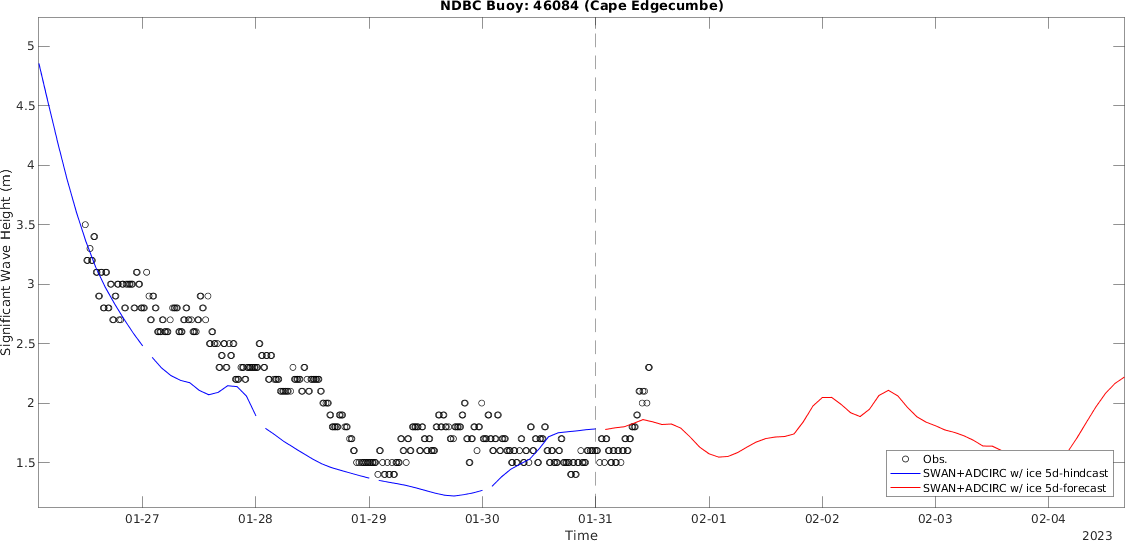 NDBC Buoy: 46084 (Cape Edgecumbe)
5
4.5
4
3.5
3
2.5
2
1.5
Significant Wave Height (m)
Obs.
SWAN+ADCIRC w/ ice 5d-hindcast
SWAN+ADCIRC w/ ice 5d-forecast
01-27 01-28 01-29 01-30 01-31 02-01 02-02 02-03 02-04
Time
2023